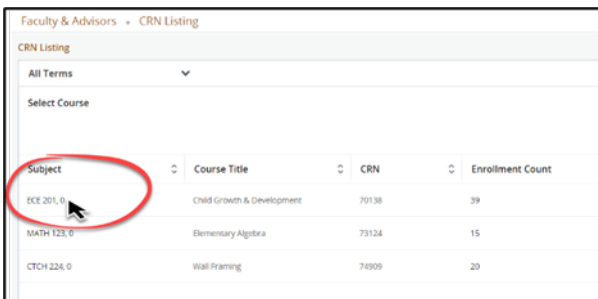 Faculty & Advisors • CRN Listing
CRN Listing
All Terms
Select Course
Subject Course Title CRN Enrollment Count
ECE 201, 0 Child Growth & Development 70138 39
MATH 123, 0 Elementary Algebra 73124 15
CTCH 224, 0 Wall Framing 74909 20